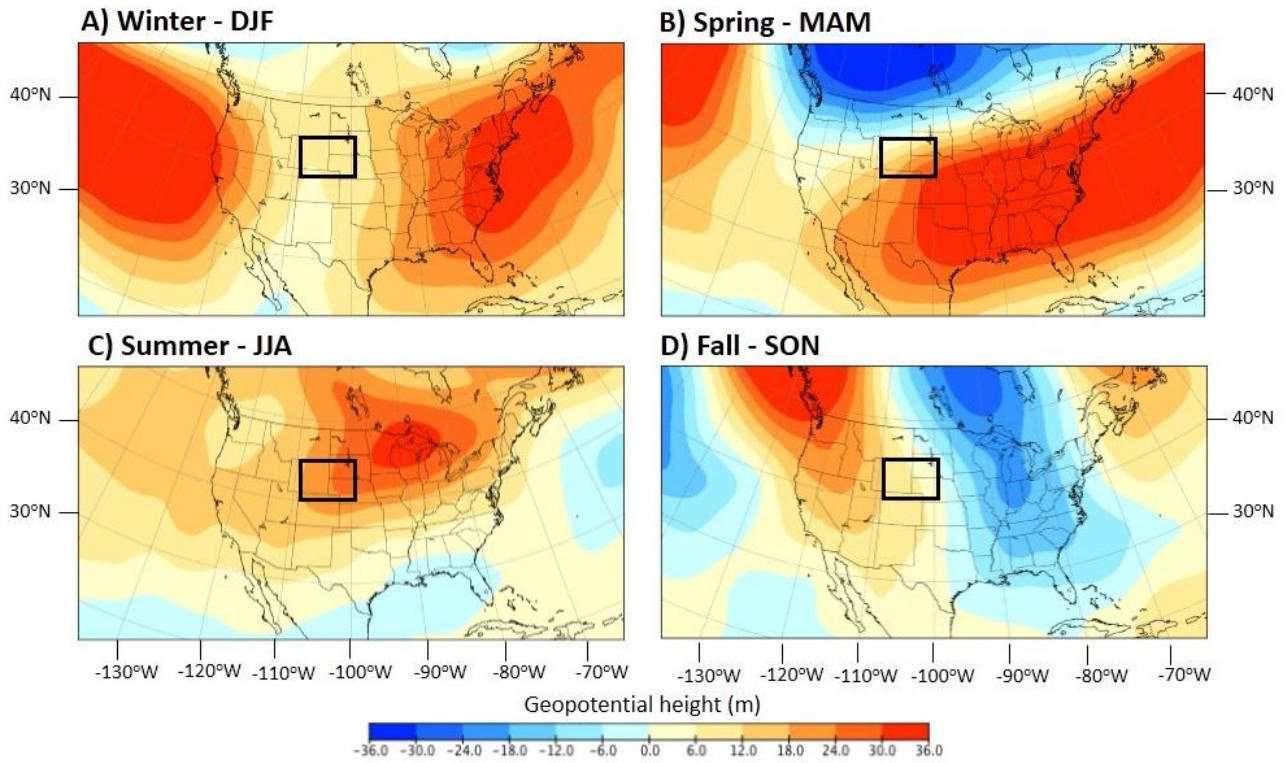 A) Winter - DJF
B) Spring - MAM
40°N
30°N
40°N
30°N
C) Summer - JJA
D) Fall - SON
40°N
30°N
40°N
30°N
-130°W -120°W -110°W -100°W -90°W -80°W -70°W
-130°W -120°W -110°W -100°W -90°W -80°W -70°W
Geopotential height (m)
-36.0 -30.0 -24.0 -18.0 -12.0 -6.0 0.0 6.0 12.0 18.0 24.0 30.0 36.0